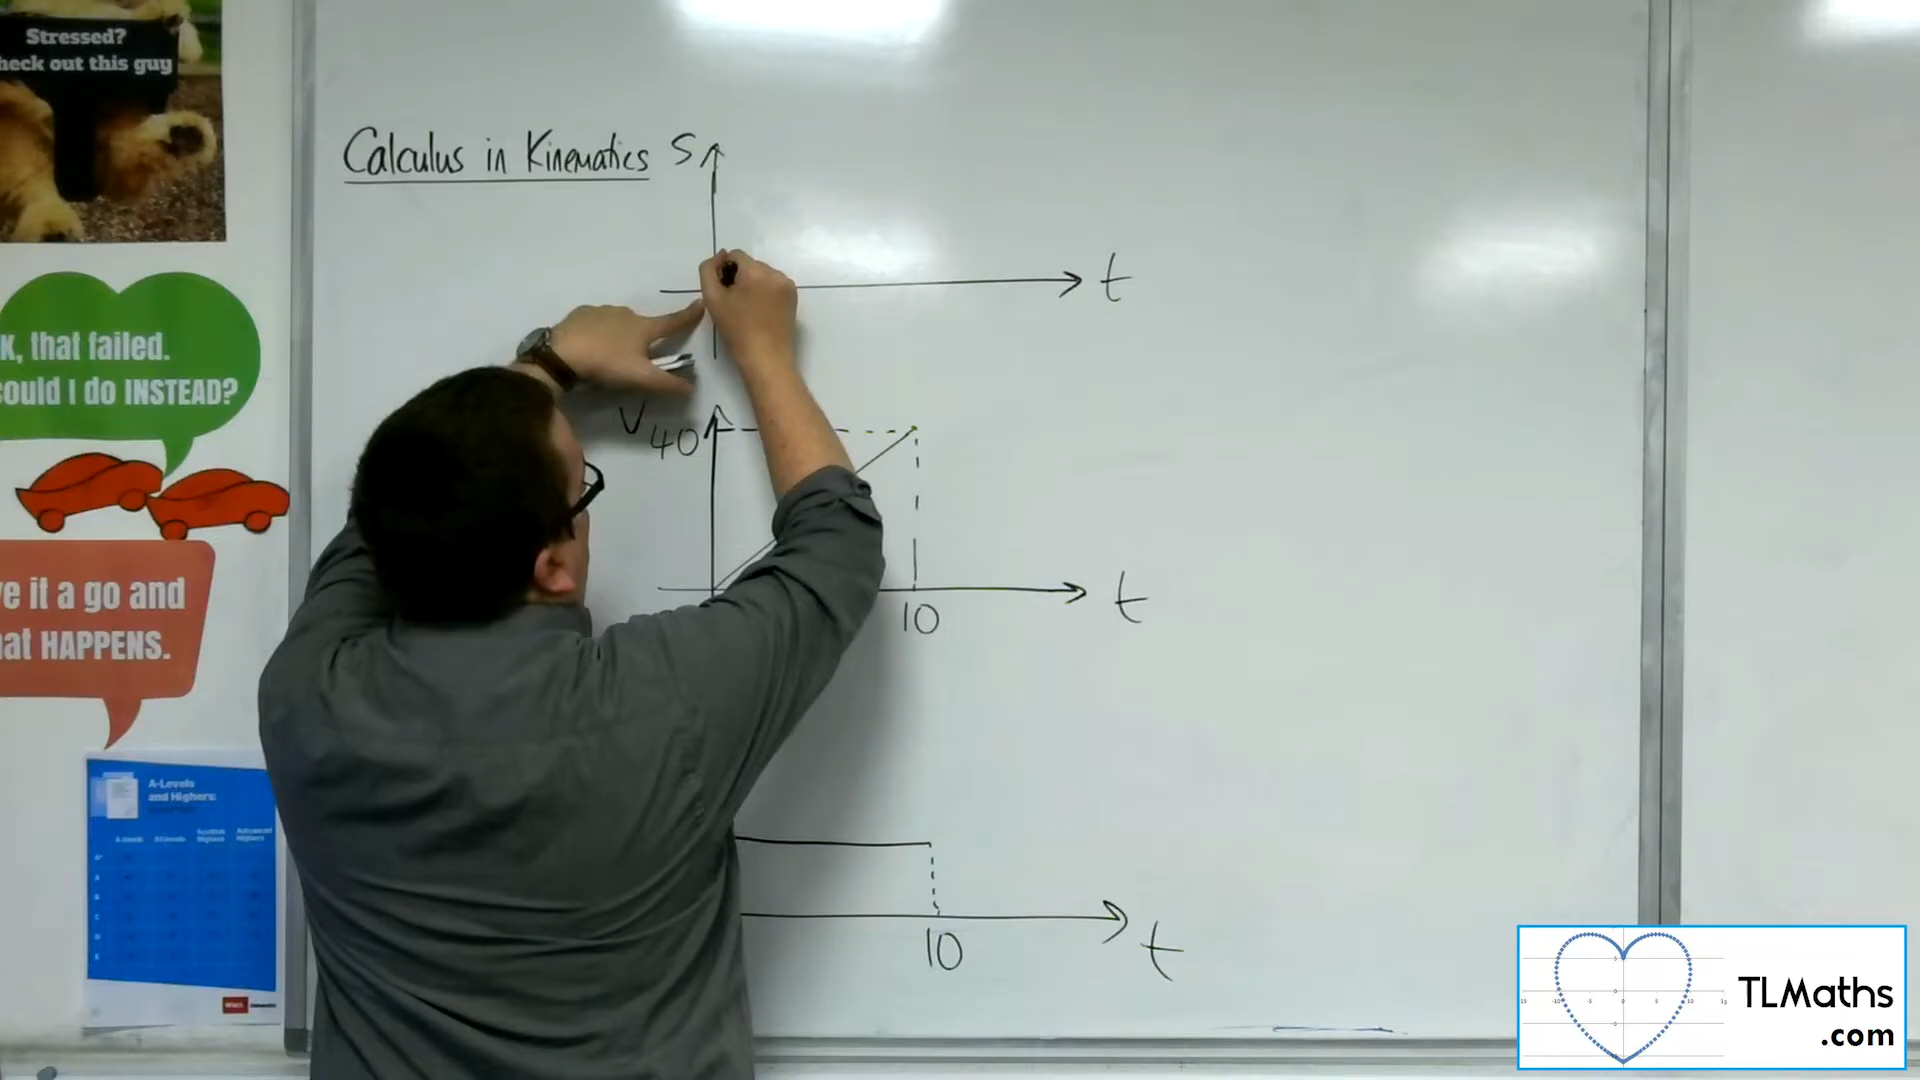 Stressed?
heck out this guy
Calculus in Kinematics
s
t
K, that failed.
could I do INSTEAD?
v
40
10
t
ve it a go and
hat HAPPENS.
A-Levels
and Highers:
10
t
TLMaths
.com